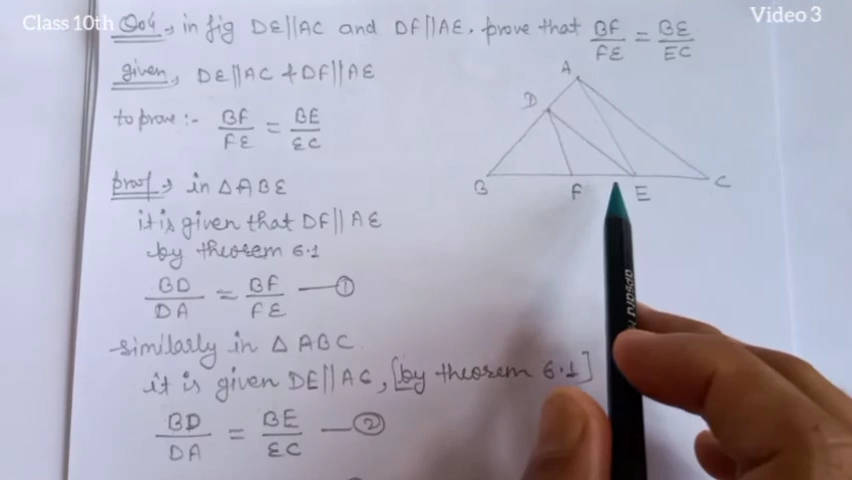 Class 10th Video 3
Q04, in fig DE||AC and DF||AE. prove that BF/FE = BE/EC
given, DE||AC & DF||AE
to prove :- BF/FE = BE/EC
proof, in △ABE
it is given that DF||AE
by theorem 6.1
BD/DA = BF/FE —①
similarly in △ABC.
it is given DE||AC, [by theorem 6.1]
BD/DA = BE/EC —②
A
D
B F E C